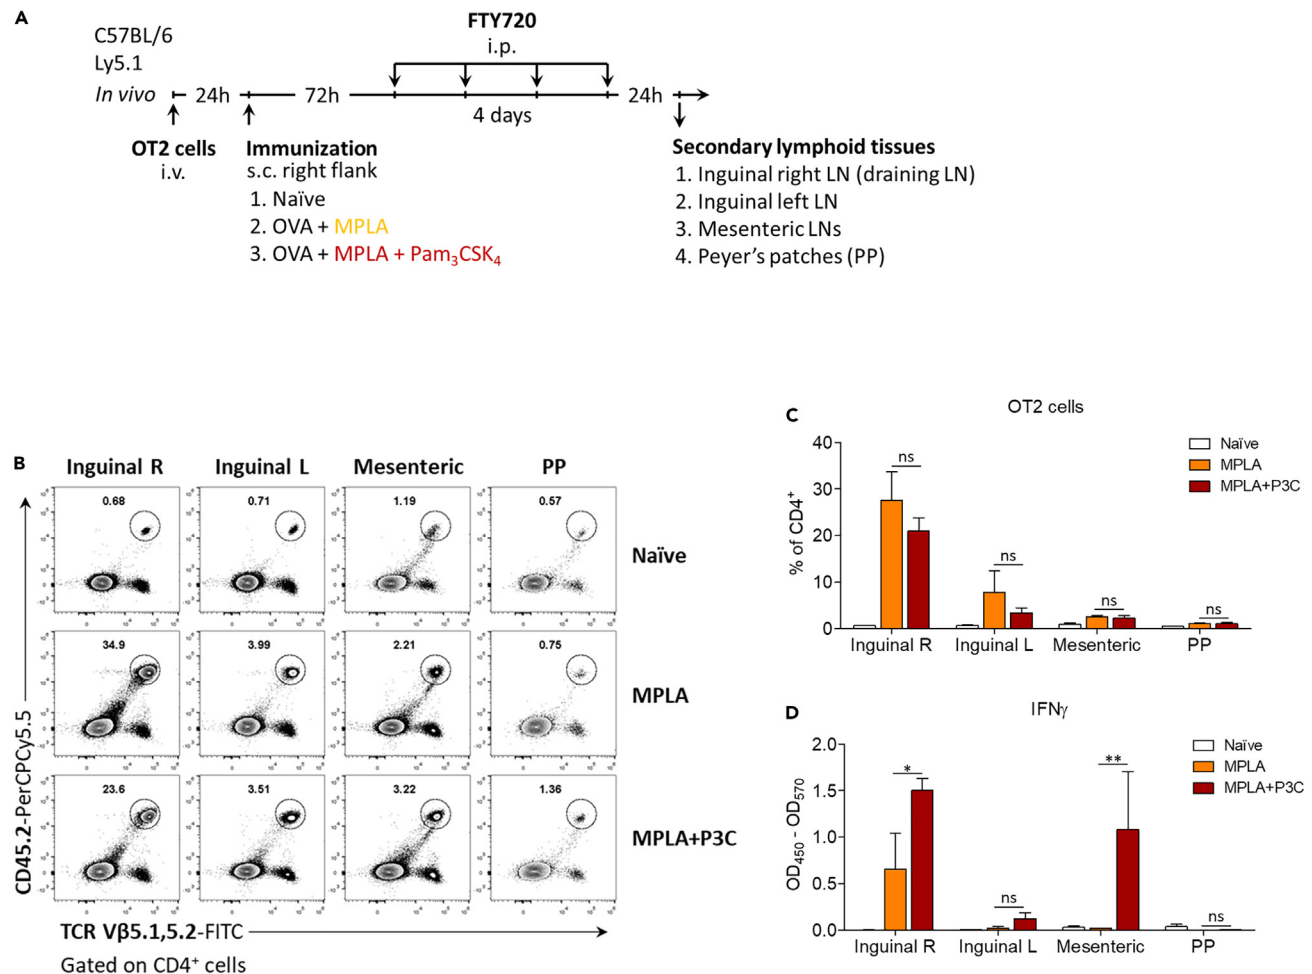 A
C57BL/6
Ly5.1
In vivo
24h
72h
FTY720
i.p.
4 days
24h
OT2 cells
i.v.
Immunization
s.c. right flank
1. Naïve
2. OVA + MPLA
3. OVA + MPLA + Pam3CSK4
Secondary lymphoid tissues
1. Inguinal right LN (draining LN)
2. Inguinal left LN
3. Mesenteric LNs
4. Peyer's patches (PP)
B
Inguinal R Inguinal L Mesenteric PP
0.68 0.71 1.19 0.57
Naïve
34.9 3.99 2.21 0.75
MPLA
23.6 3.51 3.22 1.36
MPLA+P3C
CD45.2-PerCPCy5.5
TCR Vβ5.1,5.2-FITC
Gated on CD4+ cells
C
OT2 cells
% of CD4+
40
30
20
10
0
ns
ns
ns
ns
Naïve
MPLA
MPLA+P3C
Inguinal R Inguinal L Mesenteric PP
D
IFNγ
OD450 - OD570
2.0
1.5
1.0
0.5
0.0
*
ns
**
ns
Naïve
MPLA
MPLA+P3C
Inguinal R Inguinal L Mesenteric PP